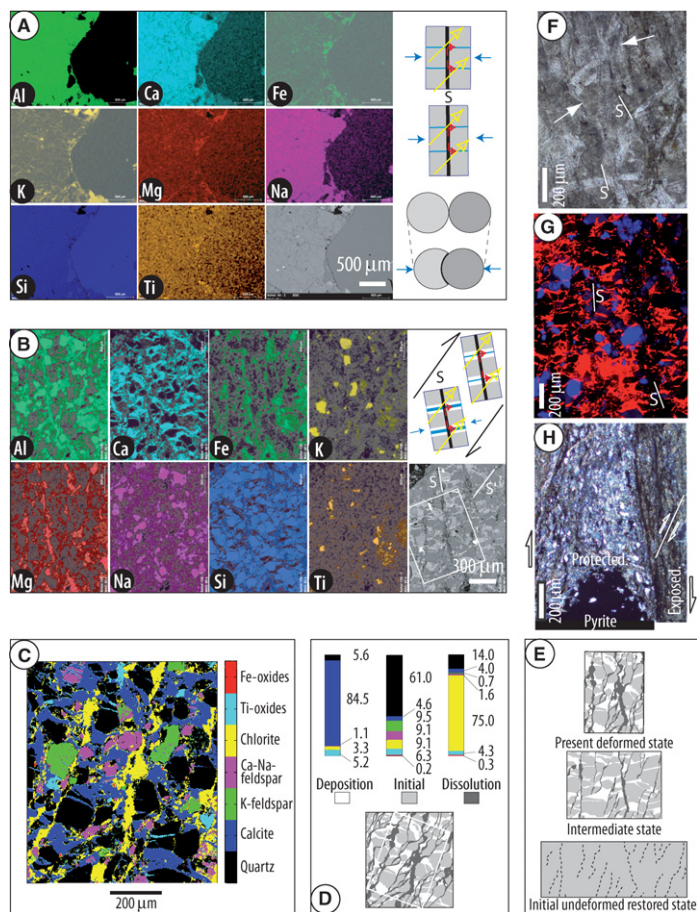 A
Al
Ca
Fe
K
Mg
Na
Si
Ti
500 µm
S
B
Al
Ca
Fe
K
Mg
Na
Si
Ti
S
S
S'
300 µm
C
Fe-oxides
Ti-oxides
Chlorite
Ca-Na-
feldspar
K-feldspar
Calcite
Quartz
200 µm
5.6
84.5
1.1
3.3
5.2
61.0
4.6
9.5
9.1
9.1
6.3
0.2
14.0
4.0
0.7
1.6
75.0
4.3
0.3
Deposition
Initial
Dissolution
D
E
Present deformed state
Intermediate state
Initial undeformed restored state
F
S
S
200 µm
G
S
S
200 µm
H
Protected.
Exposed.
200 µm
Pyrite